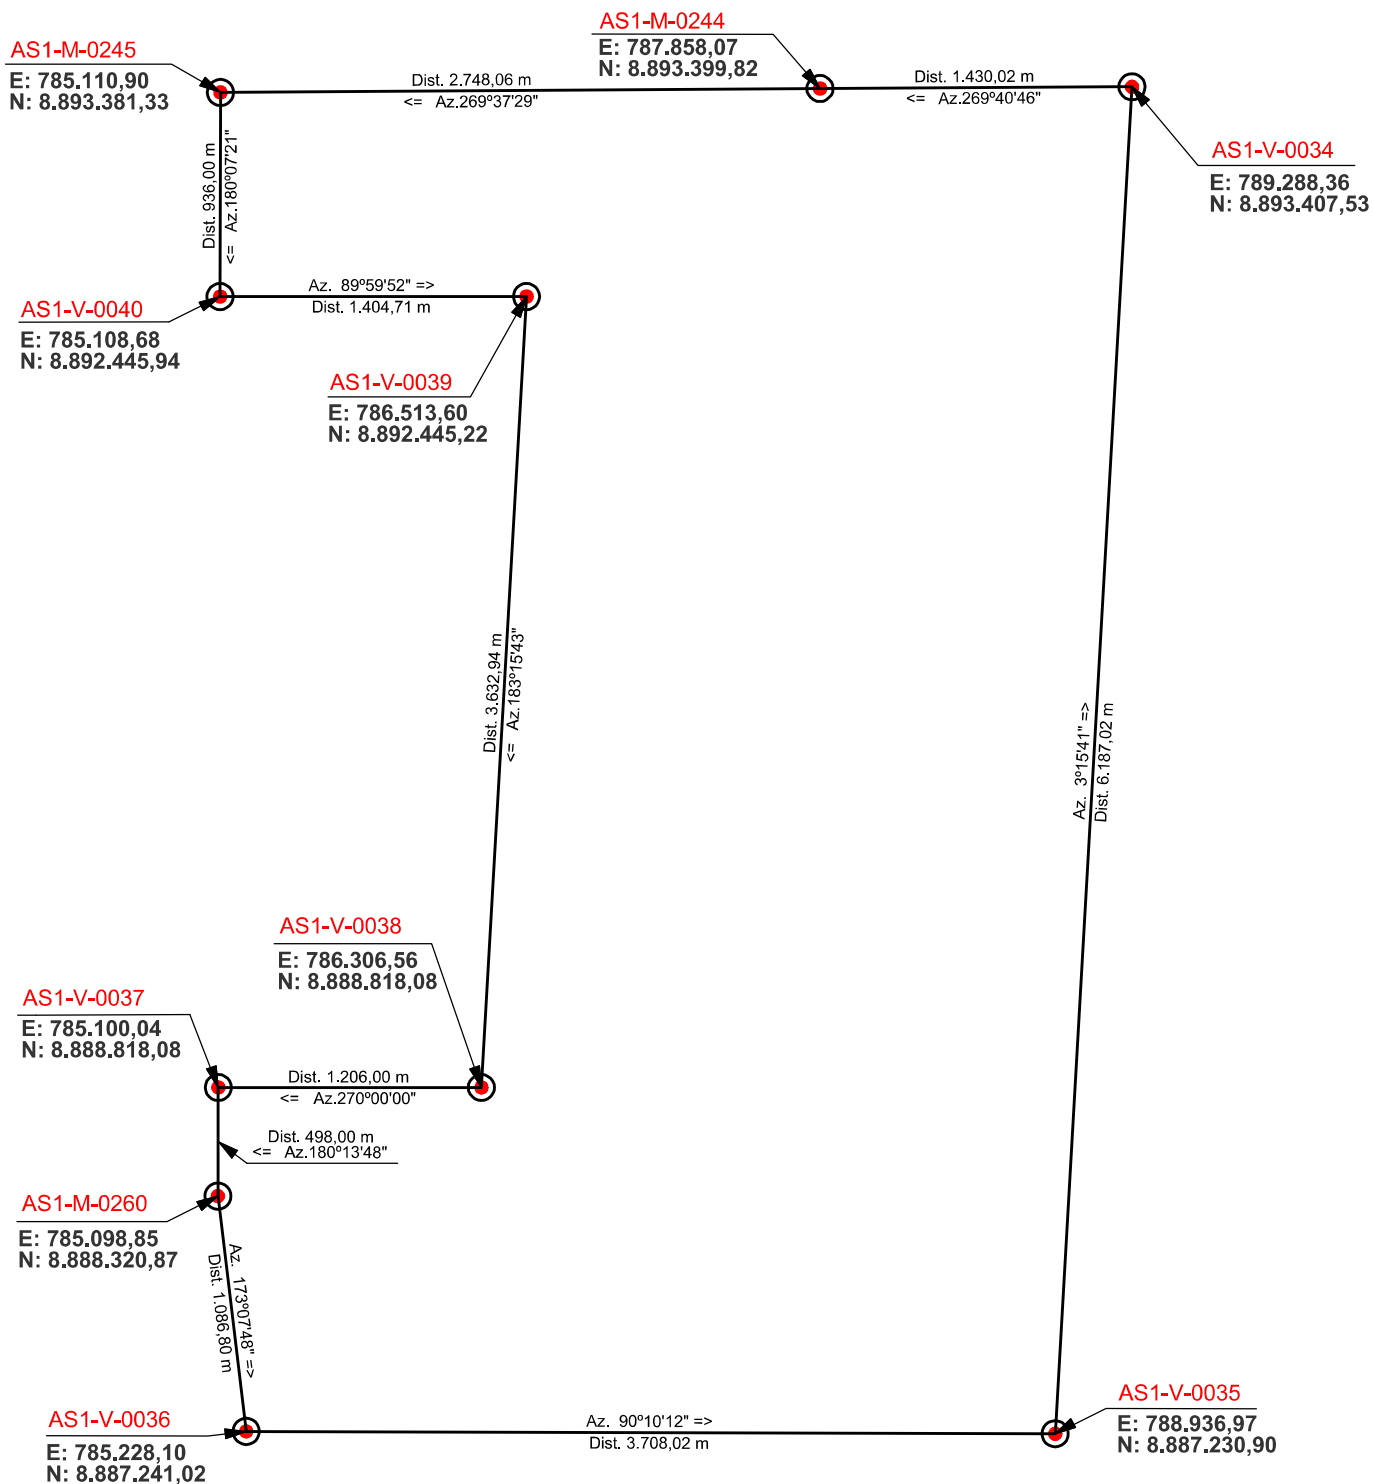 AS1-M-0244
E: 787.858,07
N: 8.893.399,82
AS1-M-0245
E: 785.110,90
N: 8.893.381,33
Dist. 2.748,06 m
<= Az.269º37'29"
Dist. 1.430,02 m
<= Az.269º40'46"
AS1-V-0034
E: 789.288,36
N: 8.893.407,53
Dist. 936,00 m
<= Az.180º07'21"
Az. 89º59'52" =>
Dist. 1.404,71 m
AS1-V-0040
E: 785.108,68
N: 8.892.445,94
AS1-V-0039
E: 786.513,60
N: 8.892.445,22
Dist. 3.632,94 m
<= Az.183º15'43"
Az. 3º15'41" =>
Dist. 6.187,02 m
AS1-V-0038
E: 786.306,56
N: 8.888.818,08
AS1-V-0037
E: 785.100,04
N: 8.888.818,08
Dist. 1.206,00 m
<= Az.270º00'00"
Dist. 498,00 m
<= Az.180º13'48"
AS1-M-0260
E: 785.098,85
N: 8.888.320,87
Az. 173º07'48" =>
Dist. 1.086,80 m
AS1-V-0036
E: 785.228,10
N: 8.887.241,02
Az. 90º10'12" =>
Dist. 3.708,02 m
AS1-V-0035
E: 788.936,97
N: 8.887.230,90